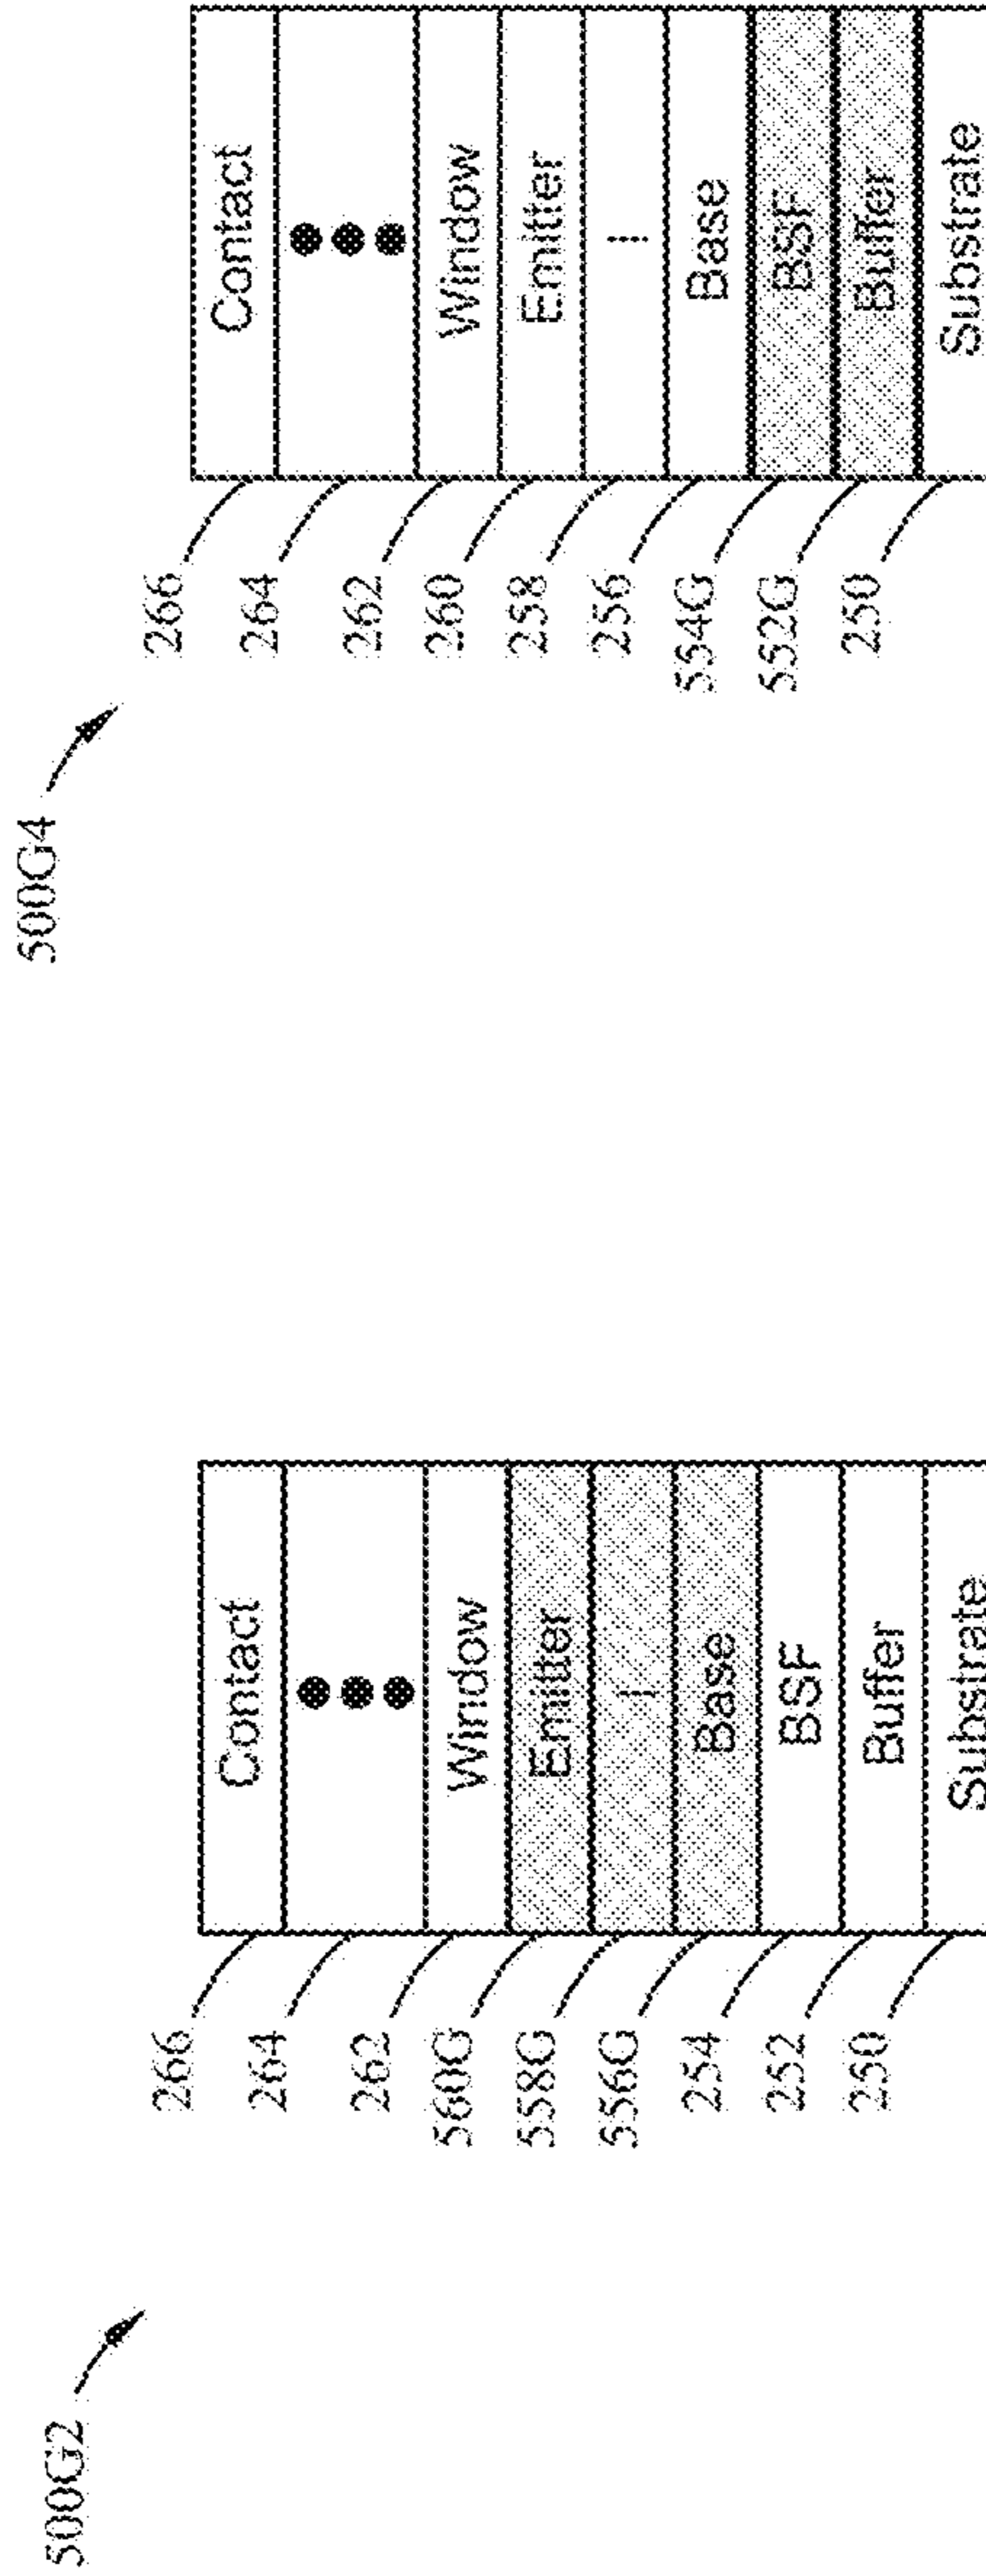 500G2
266
Contact
264
262
Window
560G
Emitter
558G
I
556G
Base
254
BSF
252
Buffer
250
Substrate
500G4
266
Contact
264
262
Window
260
Emitter
258
I
256
Base
554G
BSF
552G
Buffer
250
Substrate